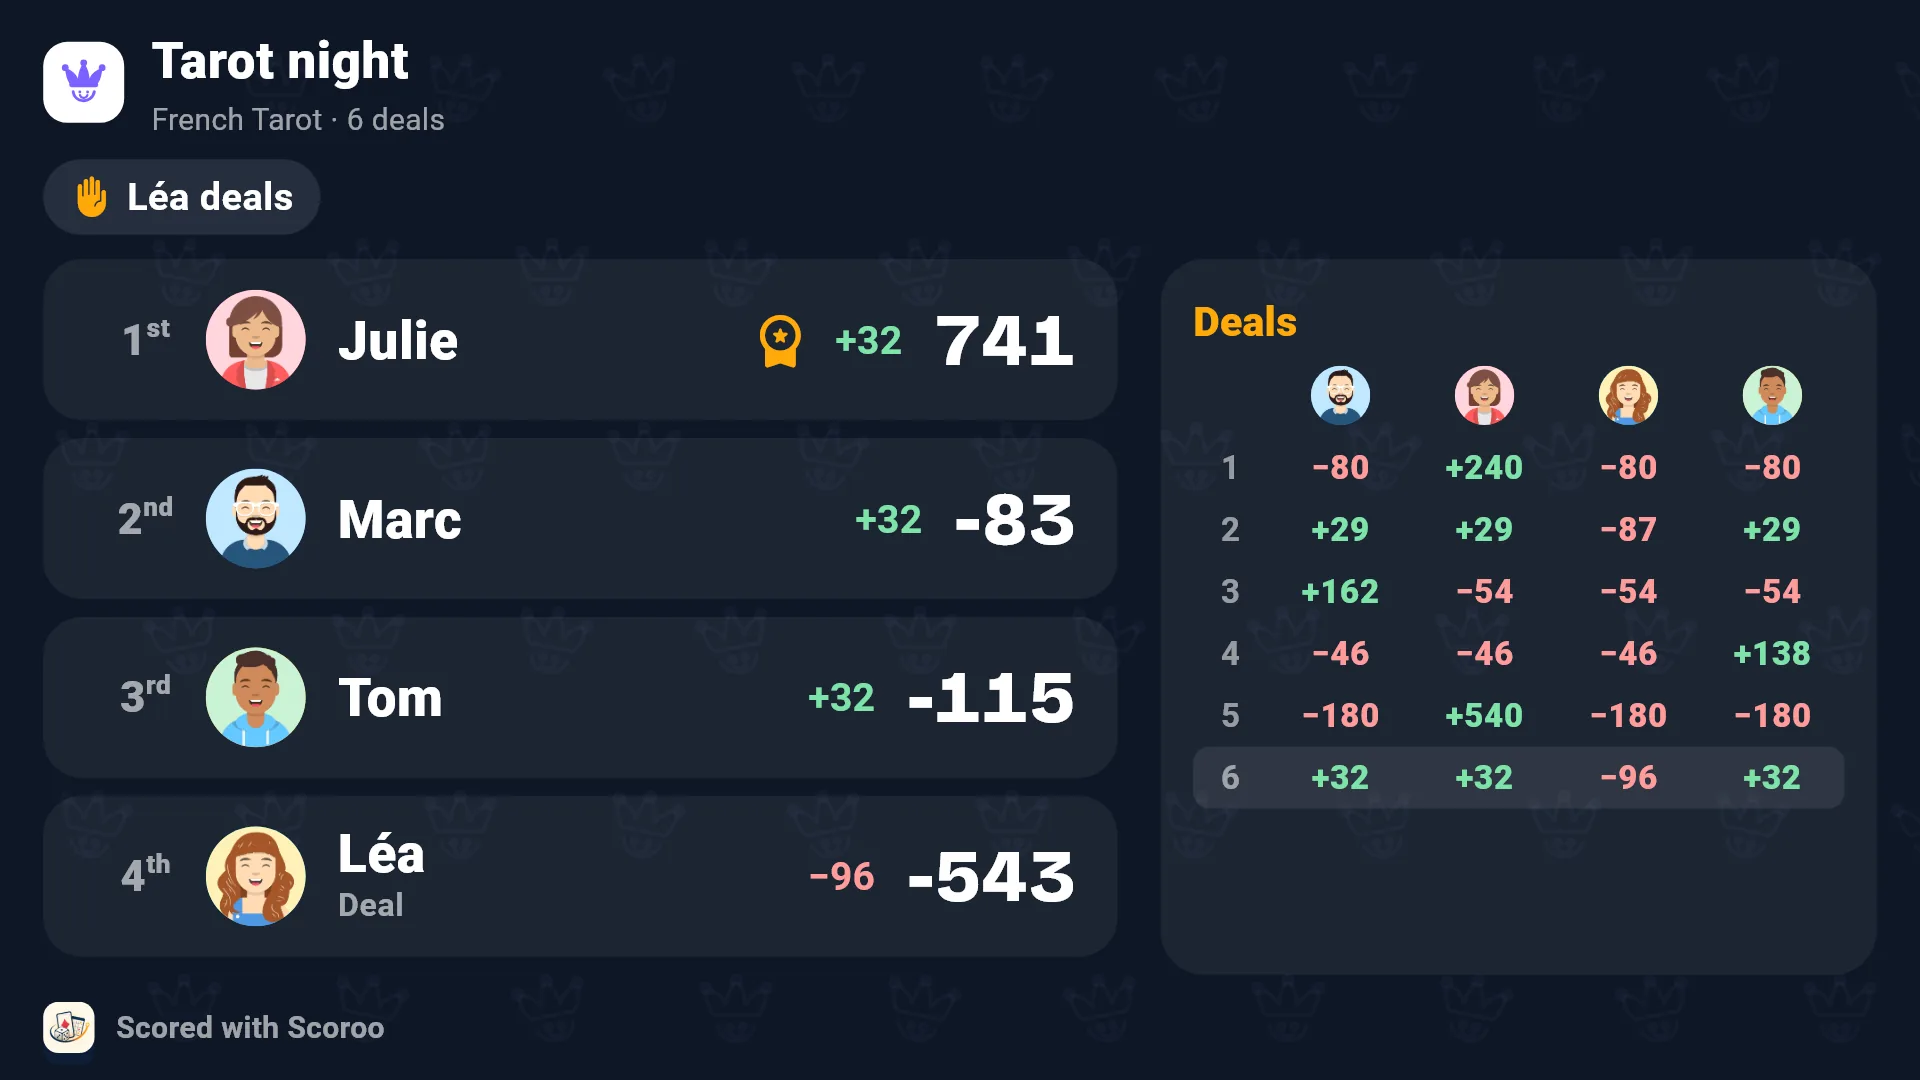 Tarot night
French Tarot · 6 deals
Léa deals
1st Julie +32 741
2nd Marc +32 -83
3rd Tom +32 -115
4th Léa −96 -543
Deal
Deals
1 −80 +240 −80 −80
2 +29 +29 −87 +29
3 +162 −54 −54 −54
4 −46 −46 −46 +138
5 −180 +540 −180 −180
6 +32 +32 −96 +32
Scored with Scoroo